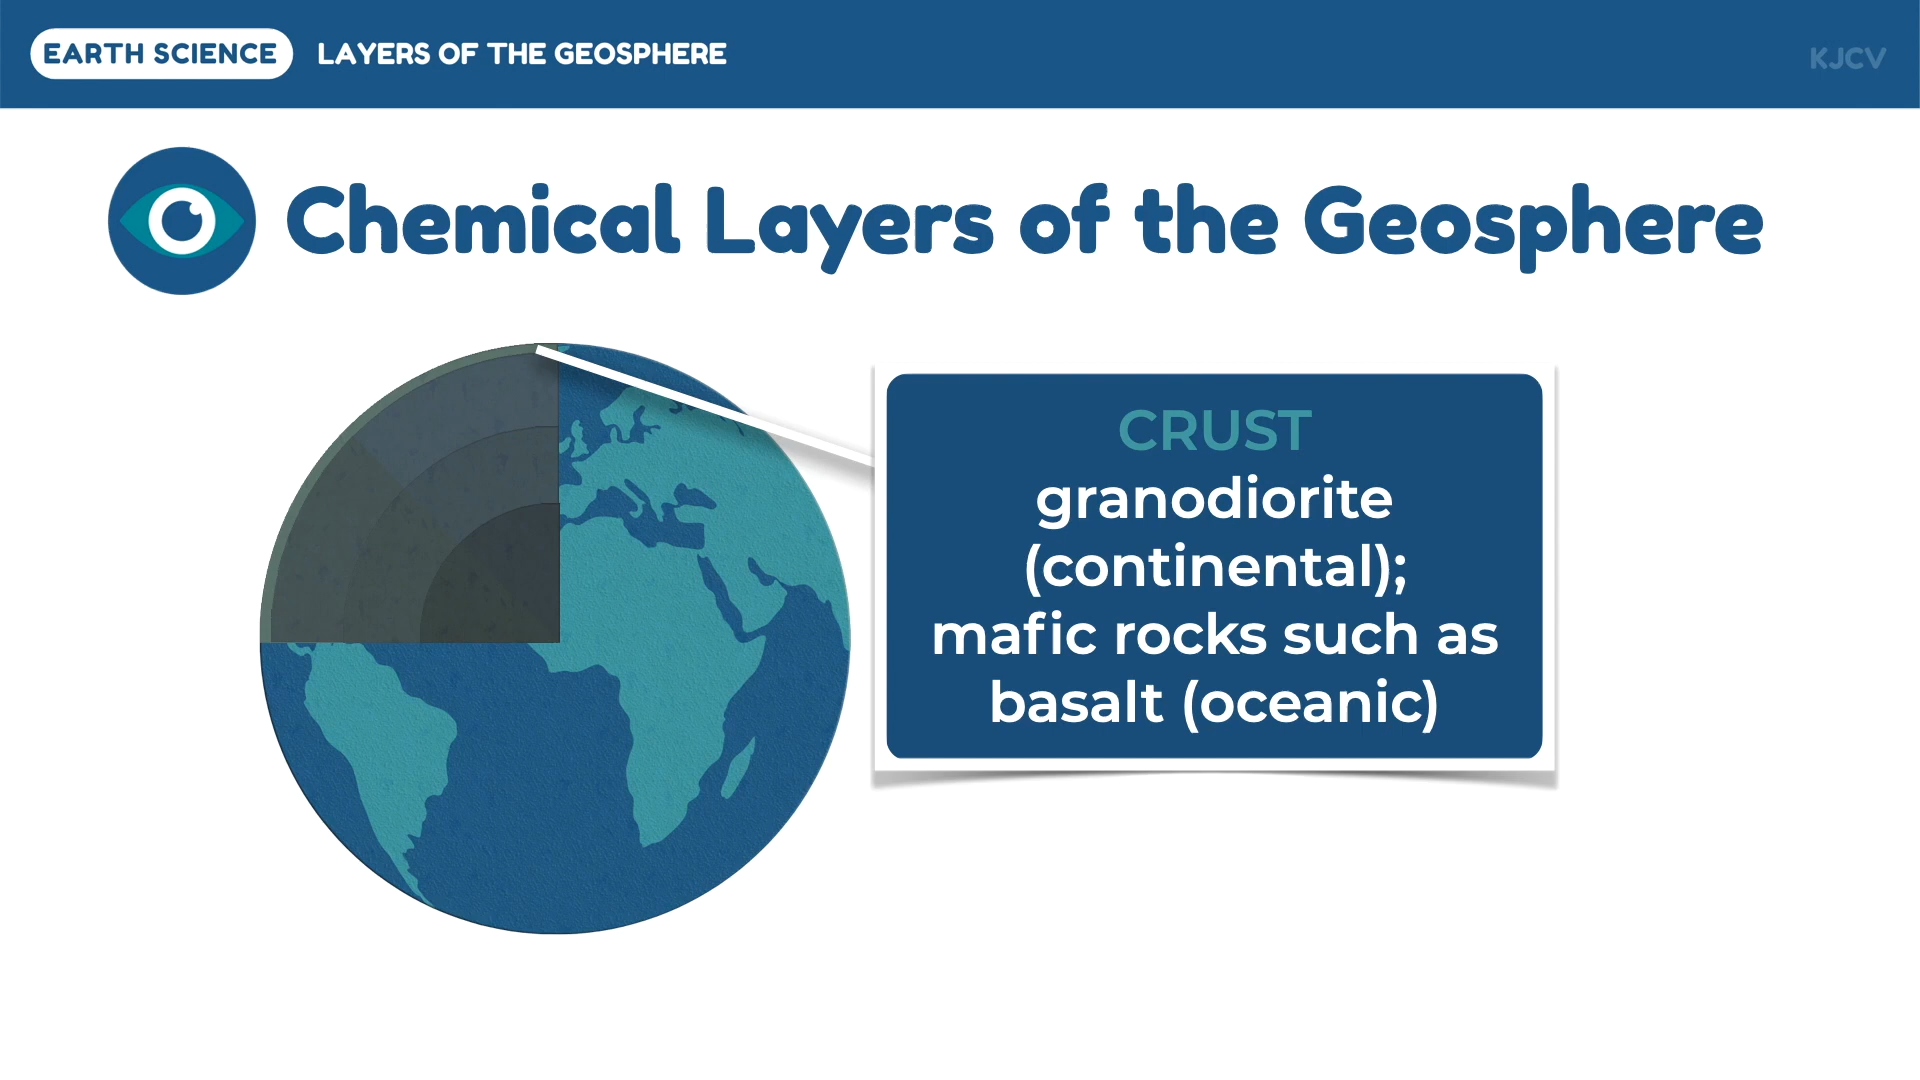 EARTH SCIENCE
LAYERS OF THE GEOSPHERE
KJCV
Chemical Layers of the Geosphere
CRUST
granodiorite
(continental);
mafic rocks such as
basalt (oceanic)